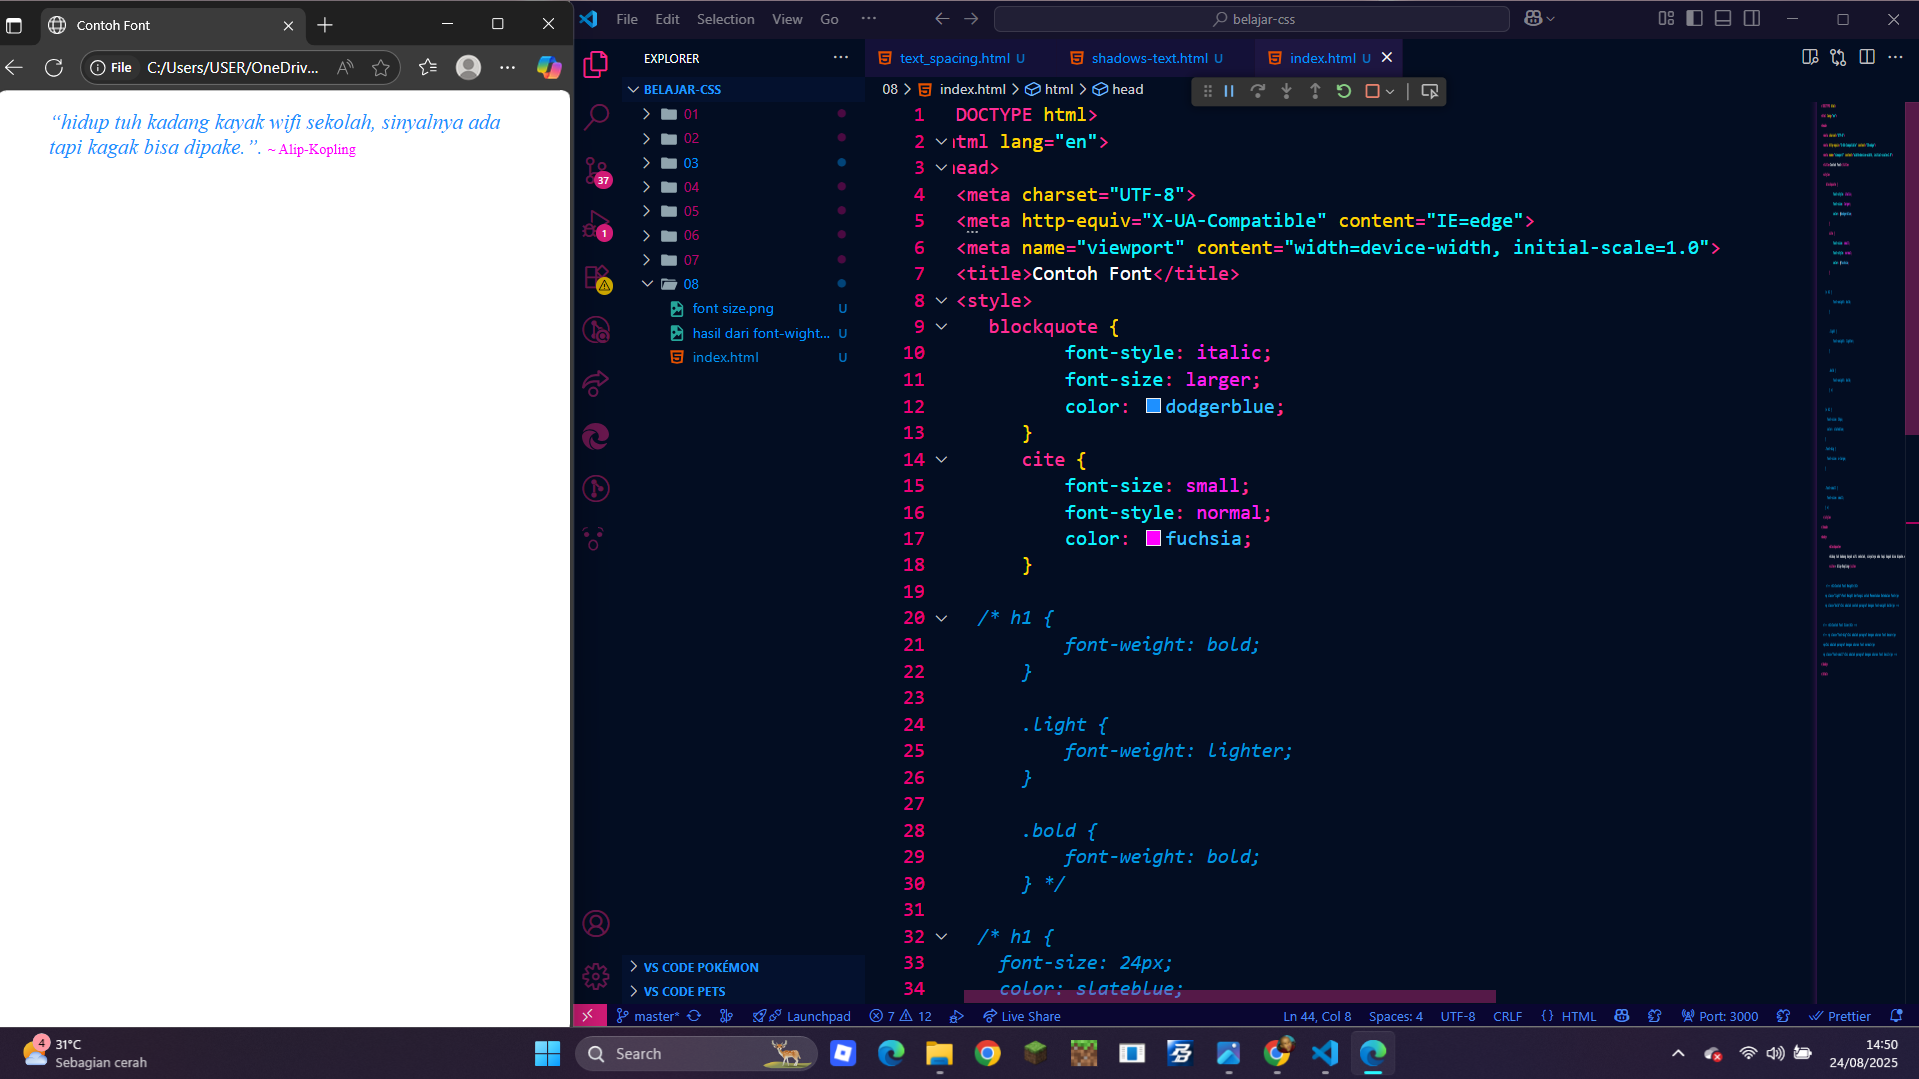 Contoh Font
File Edit Selection View Go ···
belajar-css
File C:/Users/USER/OneDriv...
EXPLORER
text_spacing.html U
shadows-text.html U
index.html U
“hidup tuh kadang kayak wifi sekolah, sinyalnya ada
tapi kagak bisa dipake.”. ~ Alip-Kopling
BELAJAR-CSS
01
02
03
04
05
06
07
08
font size.png U
hasil dari font-wight... U
index.html U
VS CODE POKÉMON
VS CODE PETS
37
1
08 > index.html > html > head
1 DOCTYPE html>
2 html lang="en">
3 head>
4 <meta charset="UTF-8">
5 <meta http-equiv="X-UA-Compatible" content="IE=edge">
6 <meta name="viewport" content="width=device-width, initial-scale=1.0">
7 <title>Contoh Font</title>
8 <style>
9 blockquote {
10 font-style: italic;
11 font-size: larger;
12 color: dodgerblue;
13 }
14 cite {
15 font-size: small;
16 font-style: normal;
17 color: fuchsia;
18 }
19
20 /* h1 {
21 font-weight: bold;
22 }
23
24 .light {
25 font-weight: lighter;
26 }
27
28 .bold {
29 font-weight: bold;
30 } */
31
32 /* h1 {
33 font-size: 24px;
34 color: slateblue;
master* Launchpad 7 12 Live Share Ln 44, Col 8 Spaces: 4 UTF-8 CRLF {} HTML Port: 3000 Prettier
4
31°C
Sebagian cerah
Search
14:50
24/08/2025